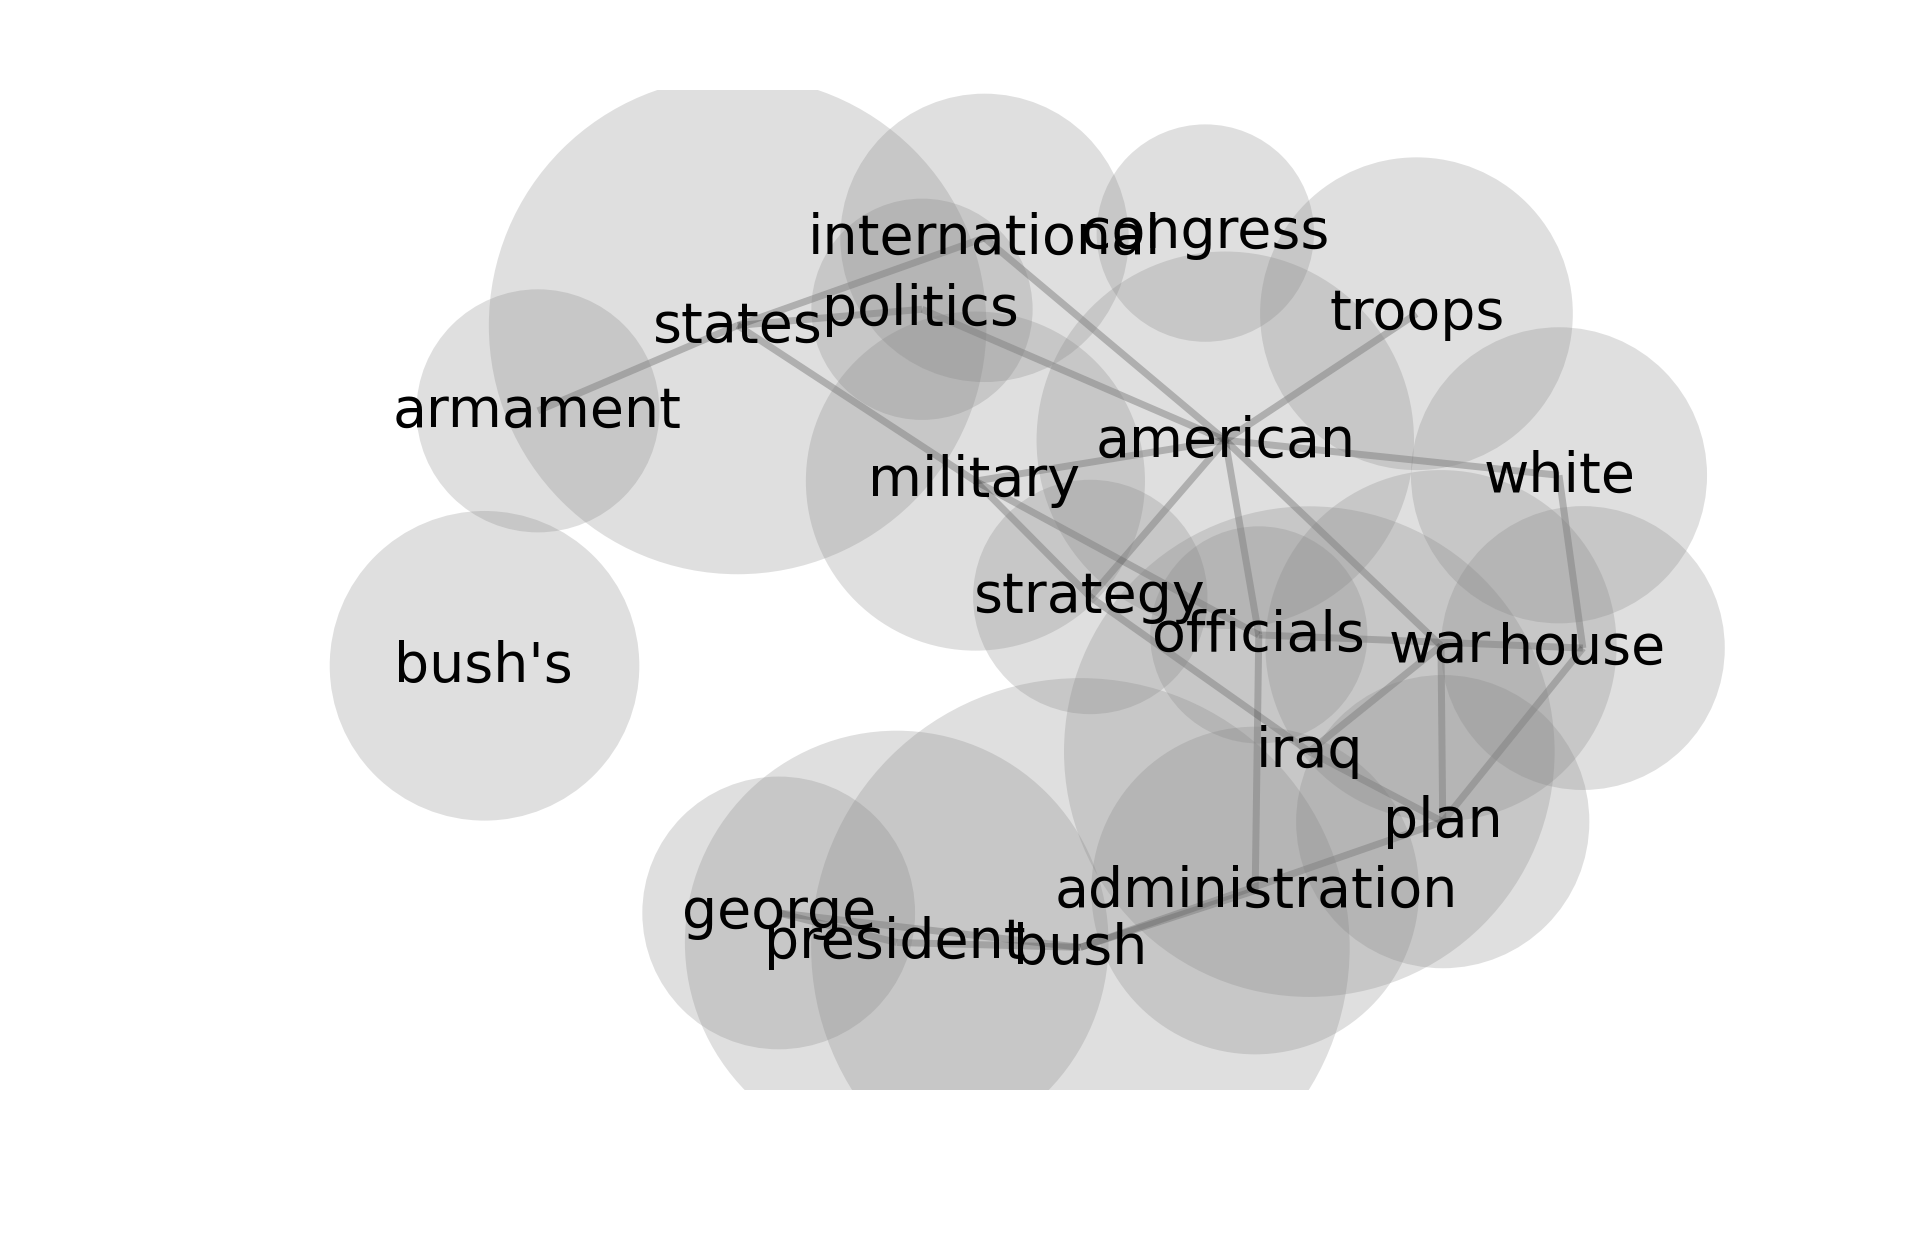 international
congress
politics
troops
states
armament
american
military
white
strategy
officials
war
house
bush's
iraq
plan
administration
george
president
bush